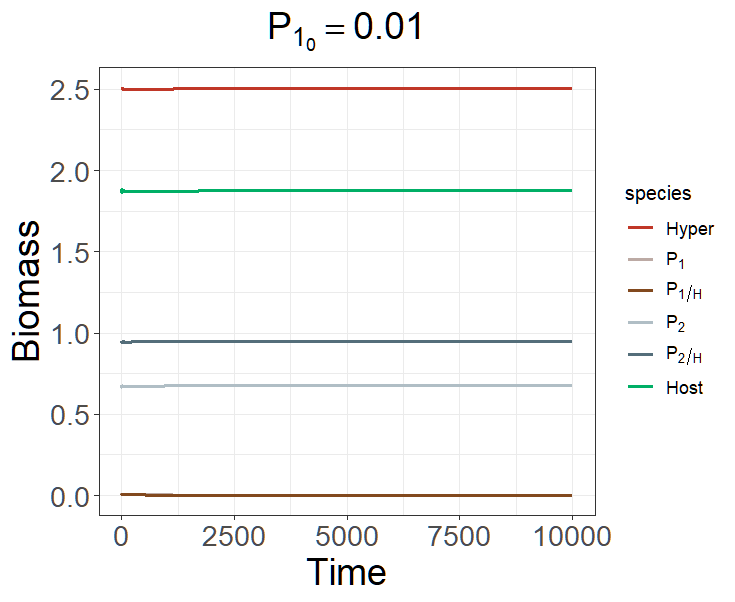 P₁₀ = 0.01
Biomass
2.5
2.0
1.5
1.0
0.5
0.0
0 2500 5000 7500 10000
Time
species
Hyper
P₁
P₁/H
P₂
P₂/H
Host